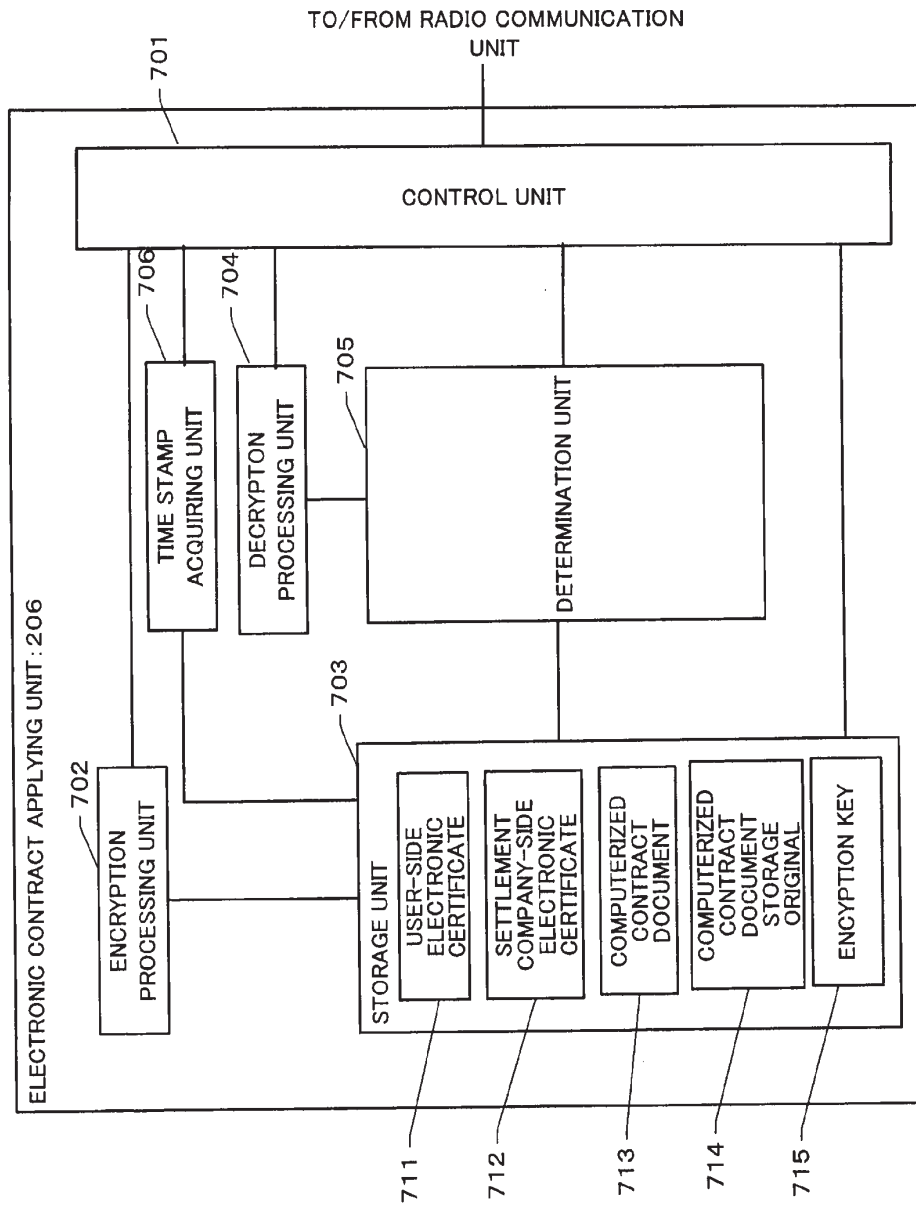 TO/FROM RADIO COMMUNICATION
UNIT
ELECTRONIC CONTRACT APPLYING UNIT: 206
701
CONTROL UNIT
702
ENCRYPTION
PROCESSING UNIT
706
TIME STAMP
ACQUIRING UNIT
704
DECRYPTON
PROCESSING UNIT
705
DETERMINATION UNIT
703
STORAGE UNIT
USER-SIDE
ELECTRONIC
CERTIFICATE
711
SETTLEMENT
COMPANY-SIDE
ELECTRONIC
CERTIFICATE
712
COMPUTERIZED
CONTRACT
DOCUMENT
713
COMPUTERIZED
CONTRACT
DOCUMENT
STORAGE
ORIGINAL
714
ENCYPTION KEY
715